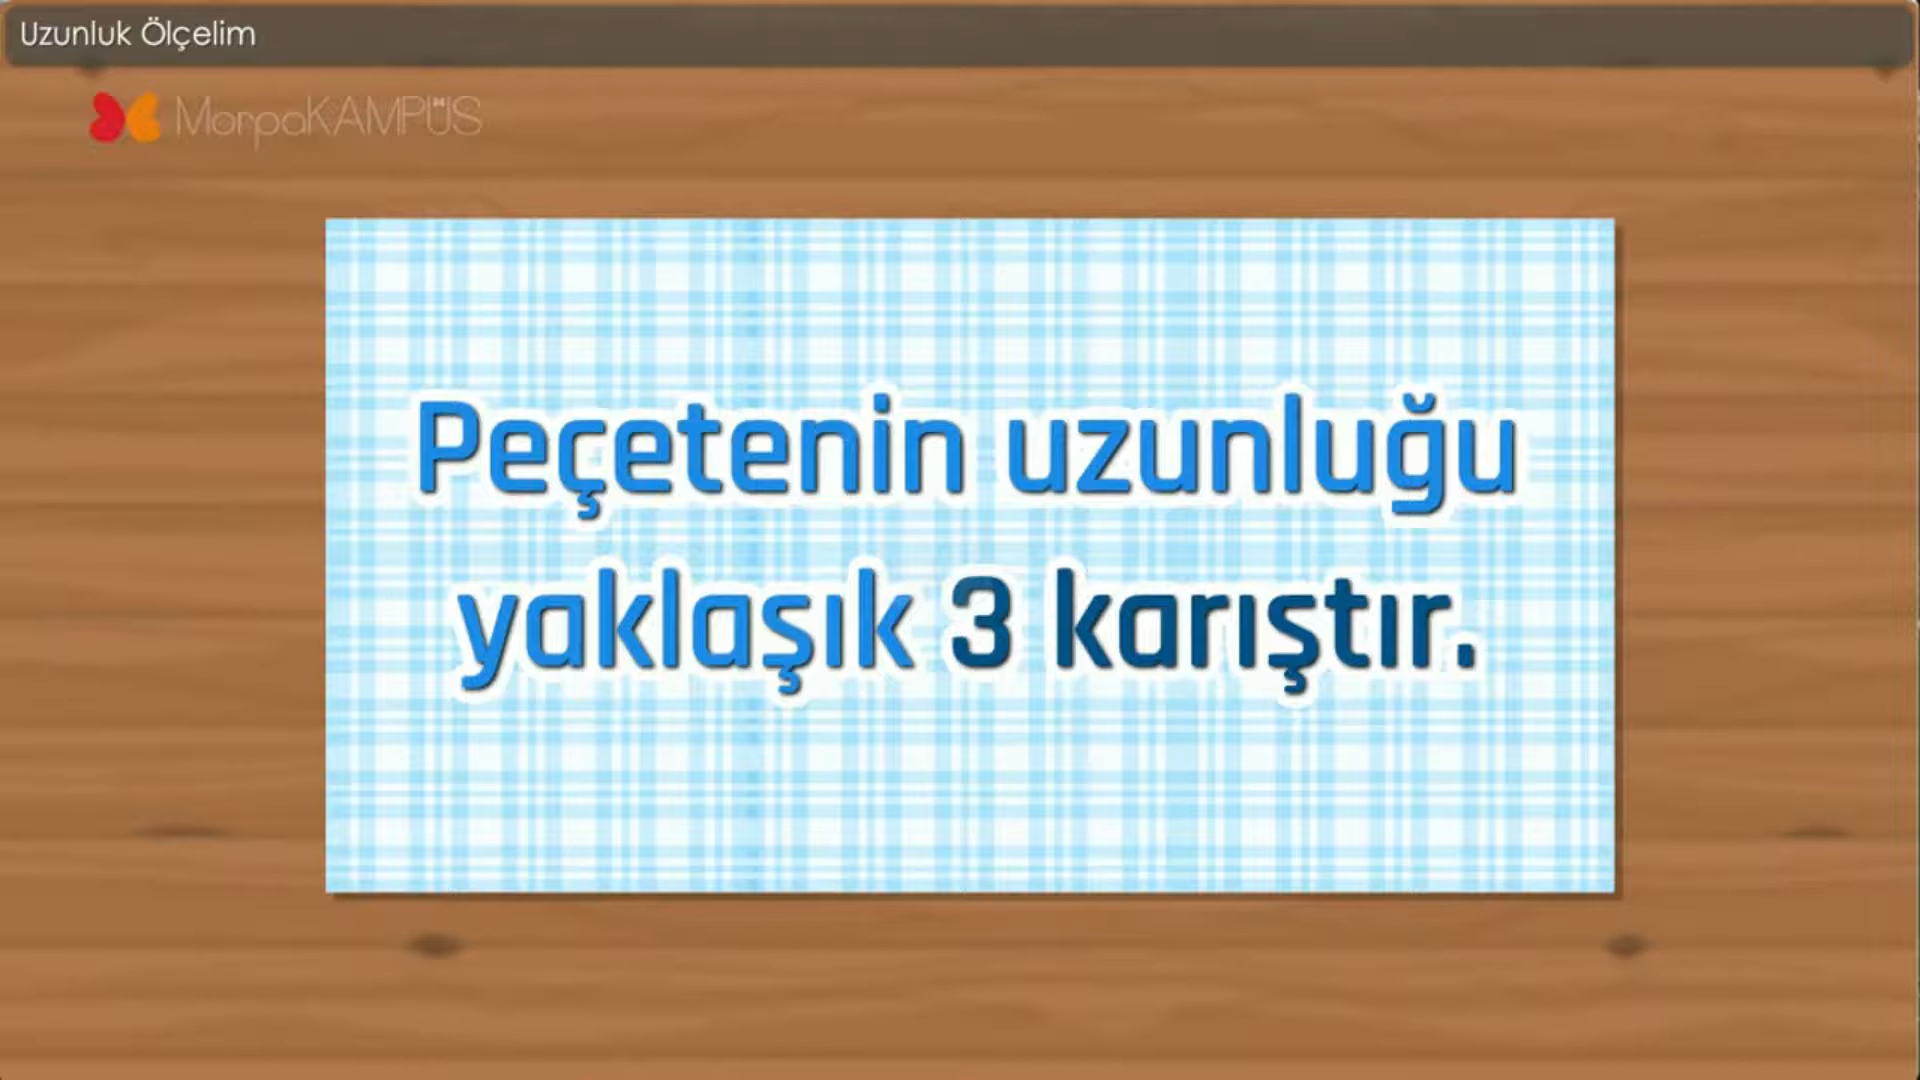 Uzunluk Ölçelim
MorpaKAMPÜS
Peçetenin uzunluğu
yaklaşık 3 karıştır.